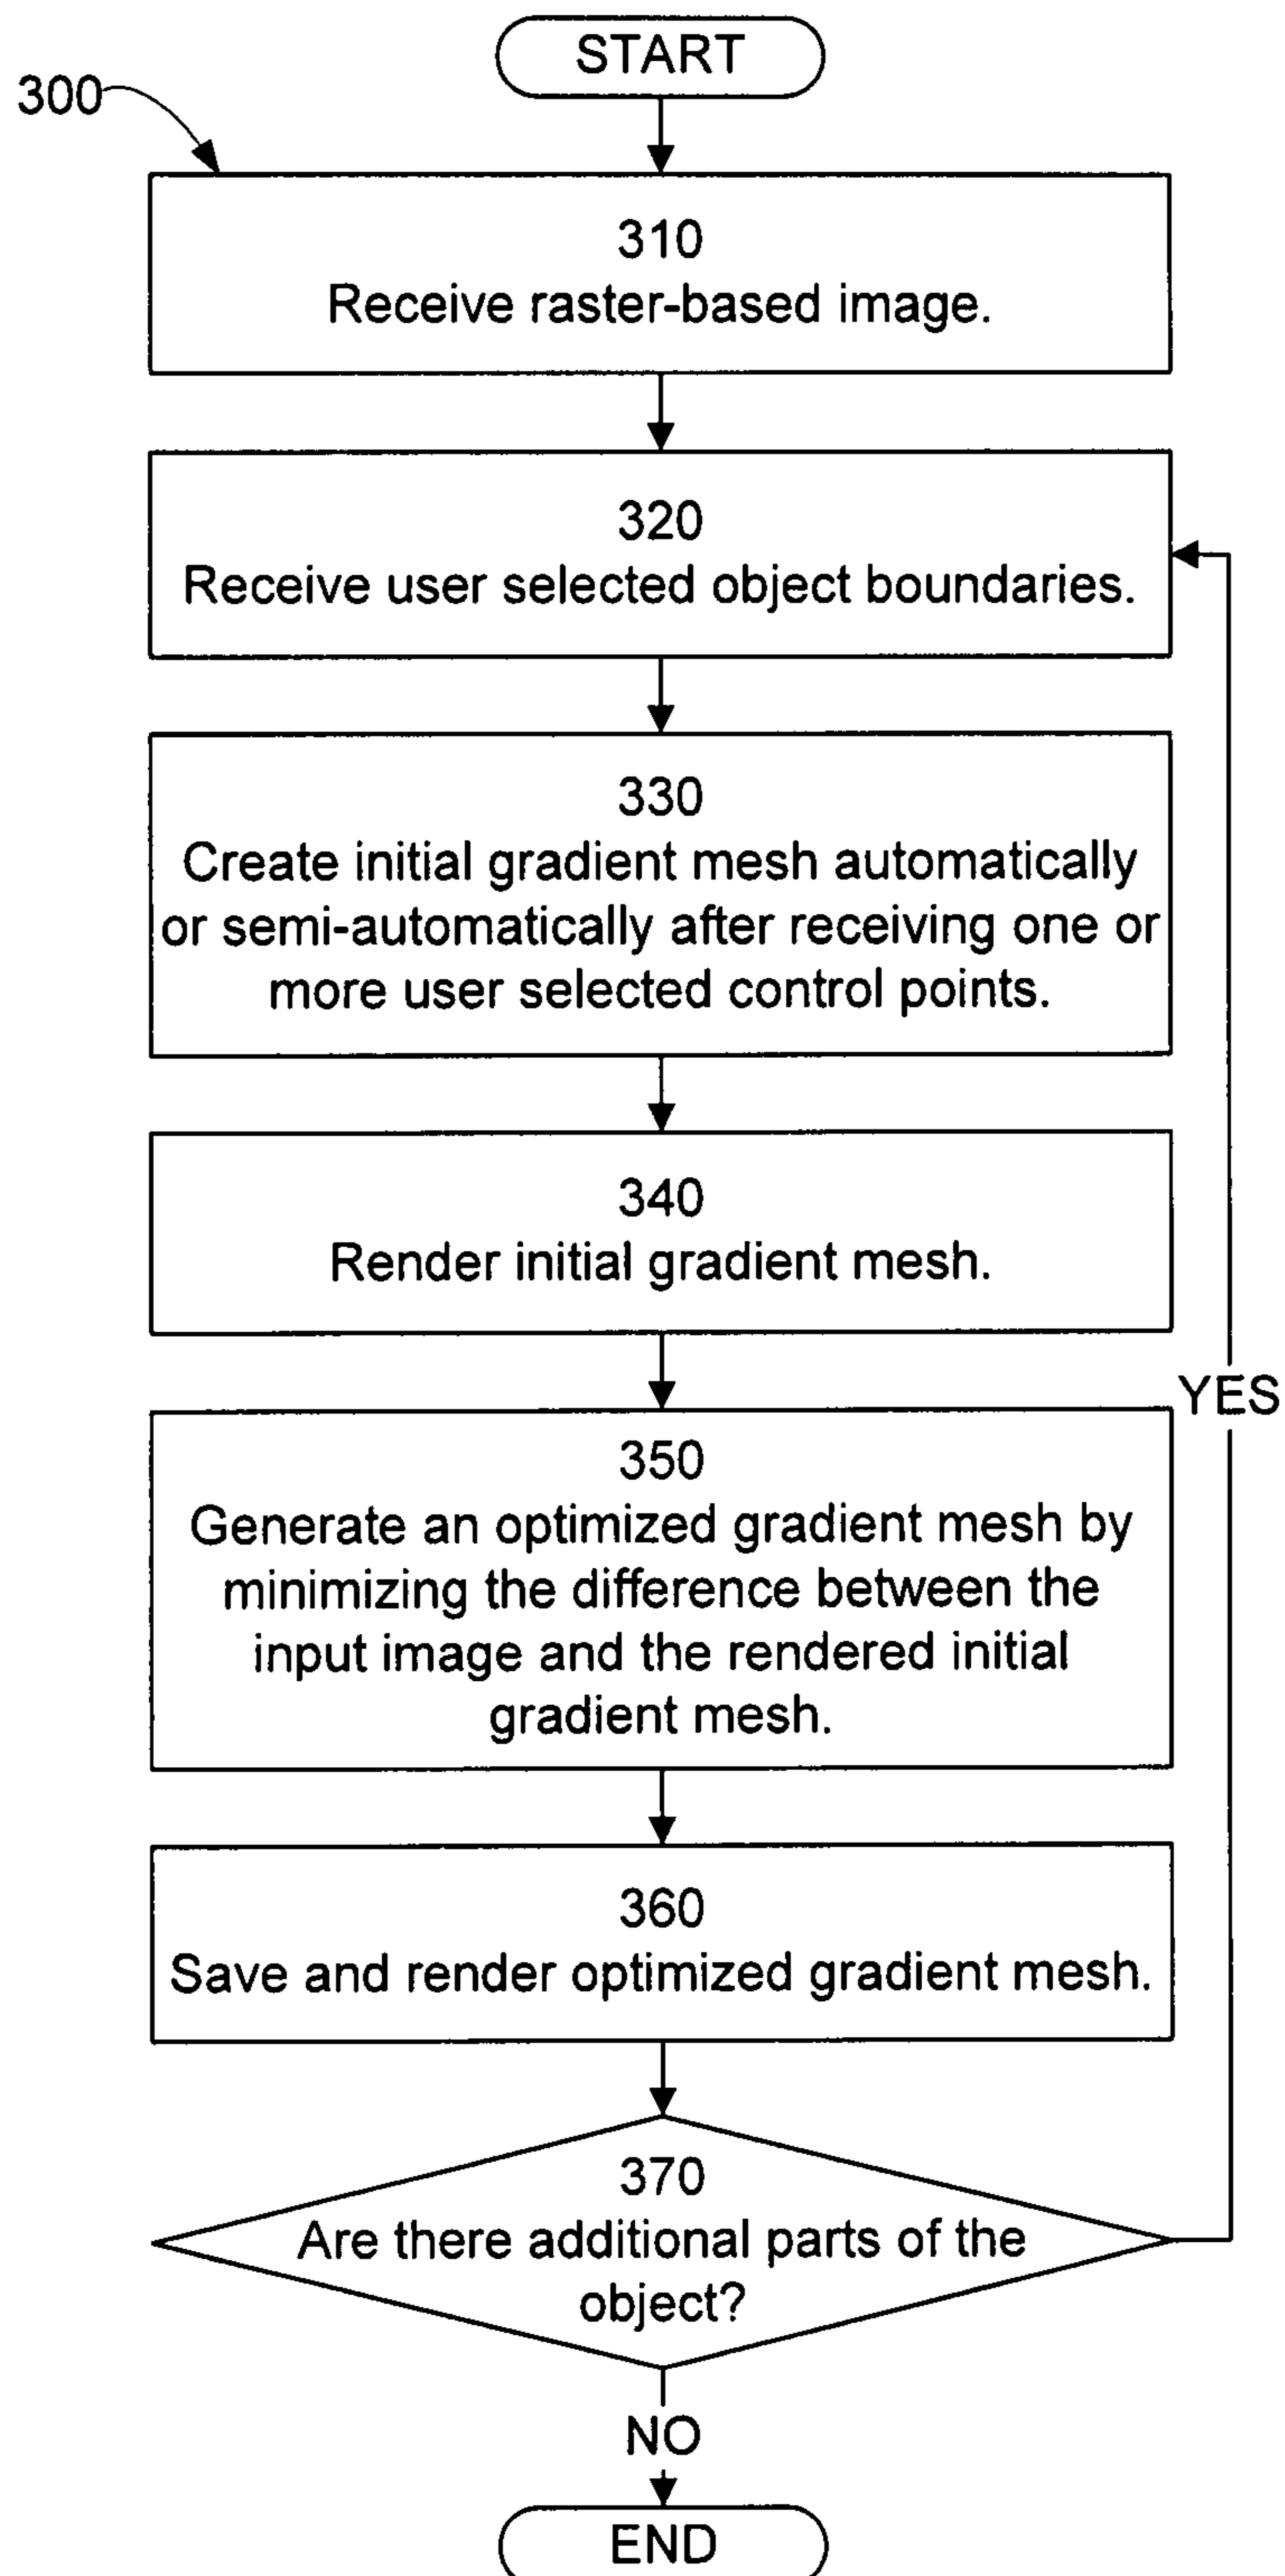 START
300
310
Receive raster-based image.
320
Receive user selected object boundaries.
330
Create initial gradient mesh automatically
or semi-automatically after receiving one or
more user selected control points.
340
Render initial gradient mesh.
YES
350
Generate an optimized gradient mesh by
minimizing the difference between the
input image and the rendered initial
gradient mesh.
360
Save and render optimized gradient mesh.
370
Are there additional parts of the
object?
NO
END